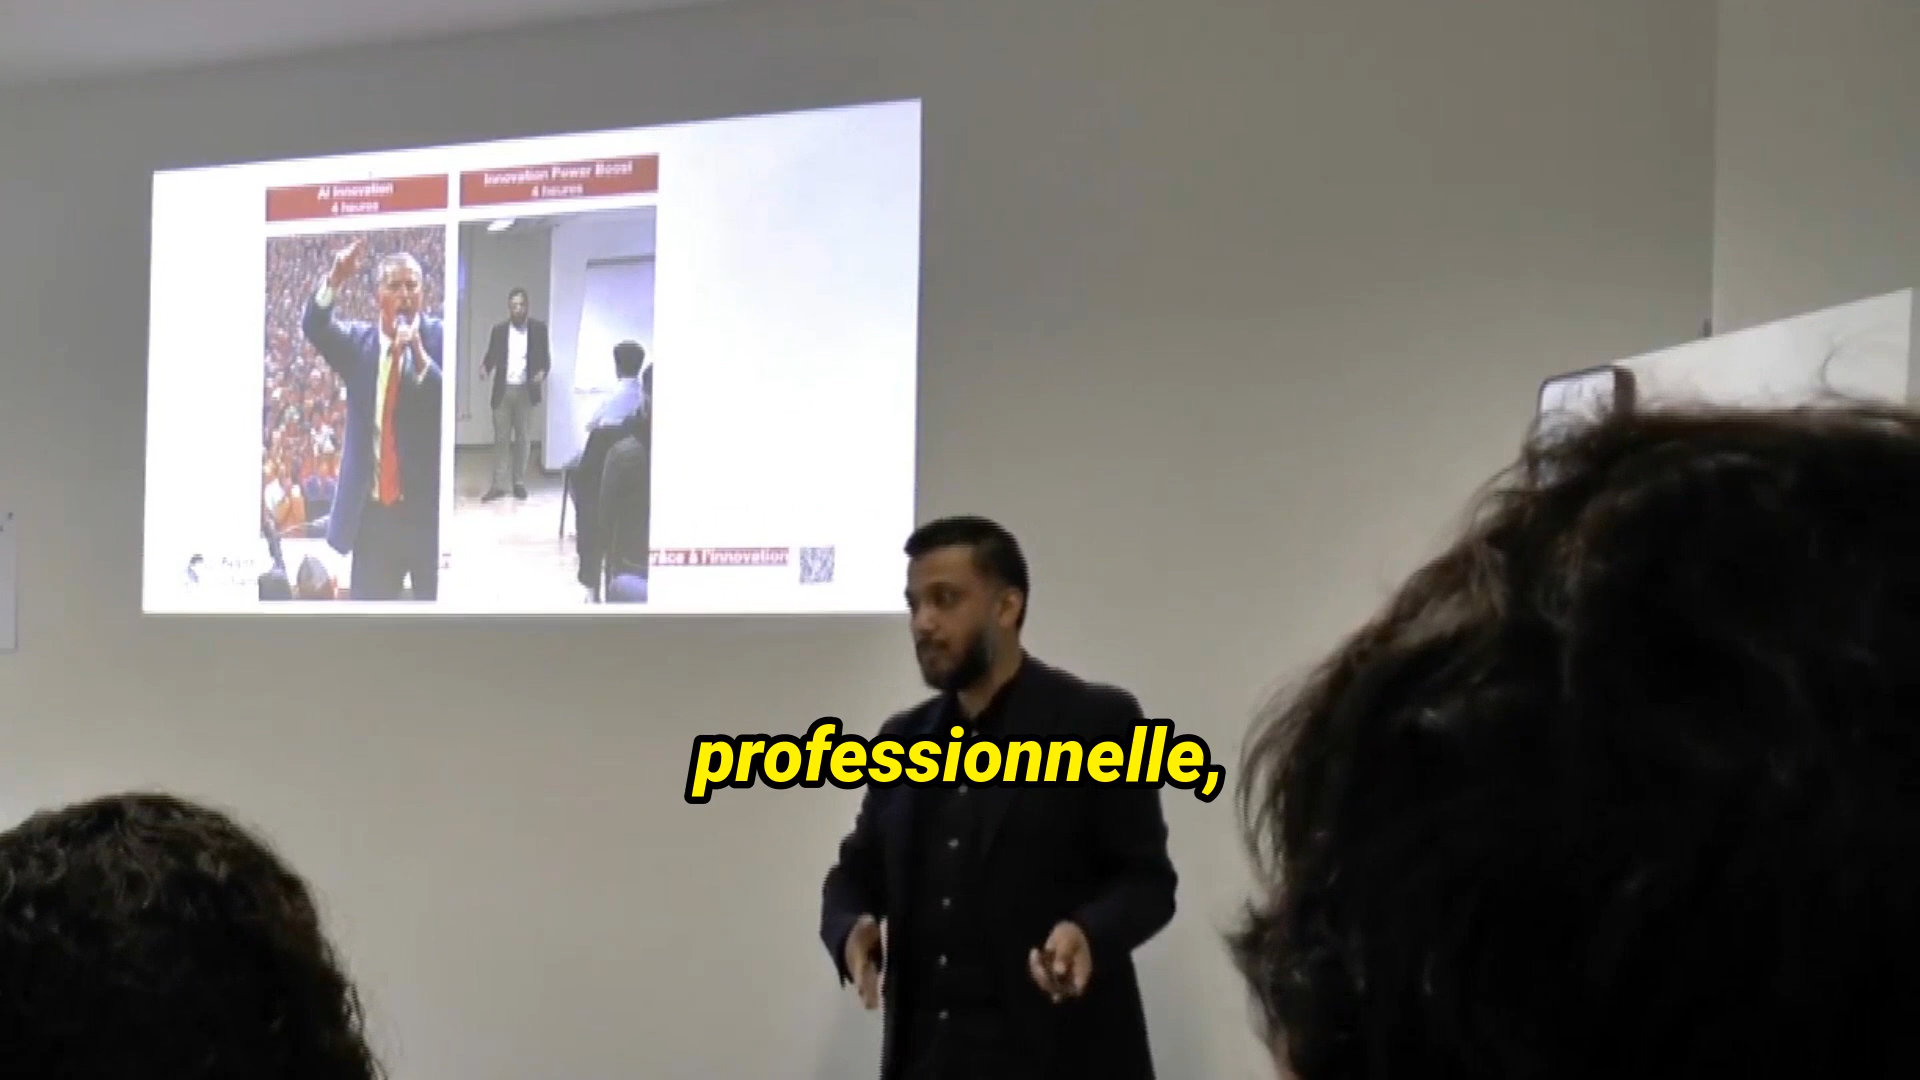 AI Innovation
4 heures
Innovation Power Boost
4 heures
grâce à l'innovation
professionnelle,